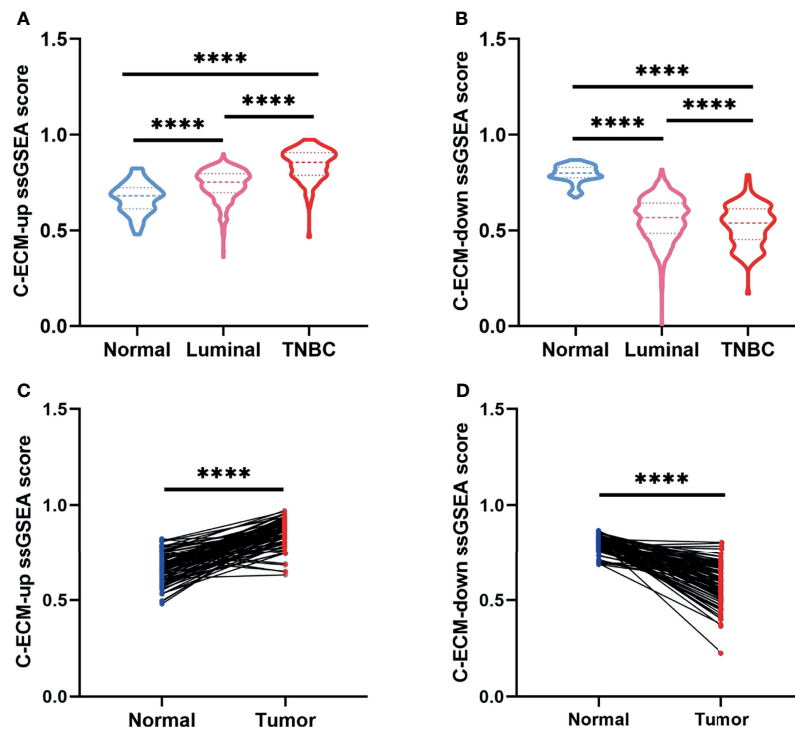 A
C-ECM-up ssGSEA score
1.5
1.0
0.5
0.0
****
****
****
Normal Luminal TNBC
B
C-ECM-down ssGSEA score
1.5
1.0
0.5
0.0
****
****
****
Normal Luminal TNBC
C
C-ECM-up ssGSEA score
1.5
1.0
0.5
0.0
****
Normal Tumor
D
C-ECM-down ssGSEA score
1.5
1.0
0.5
0.0
****
Normal Tumor